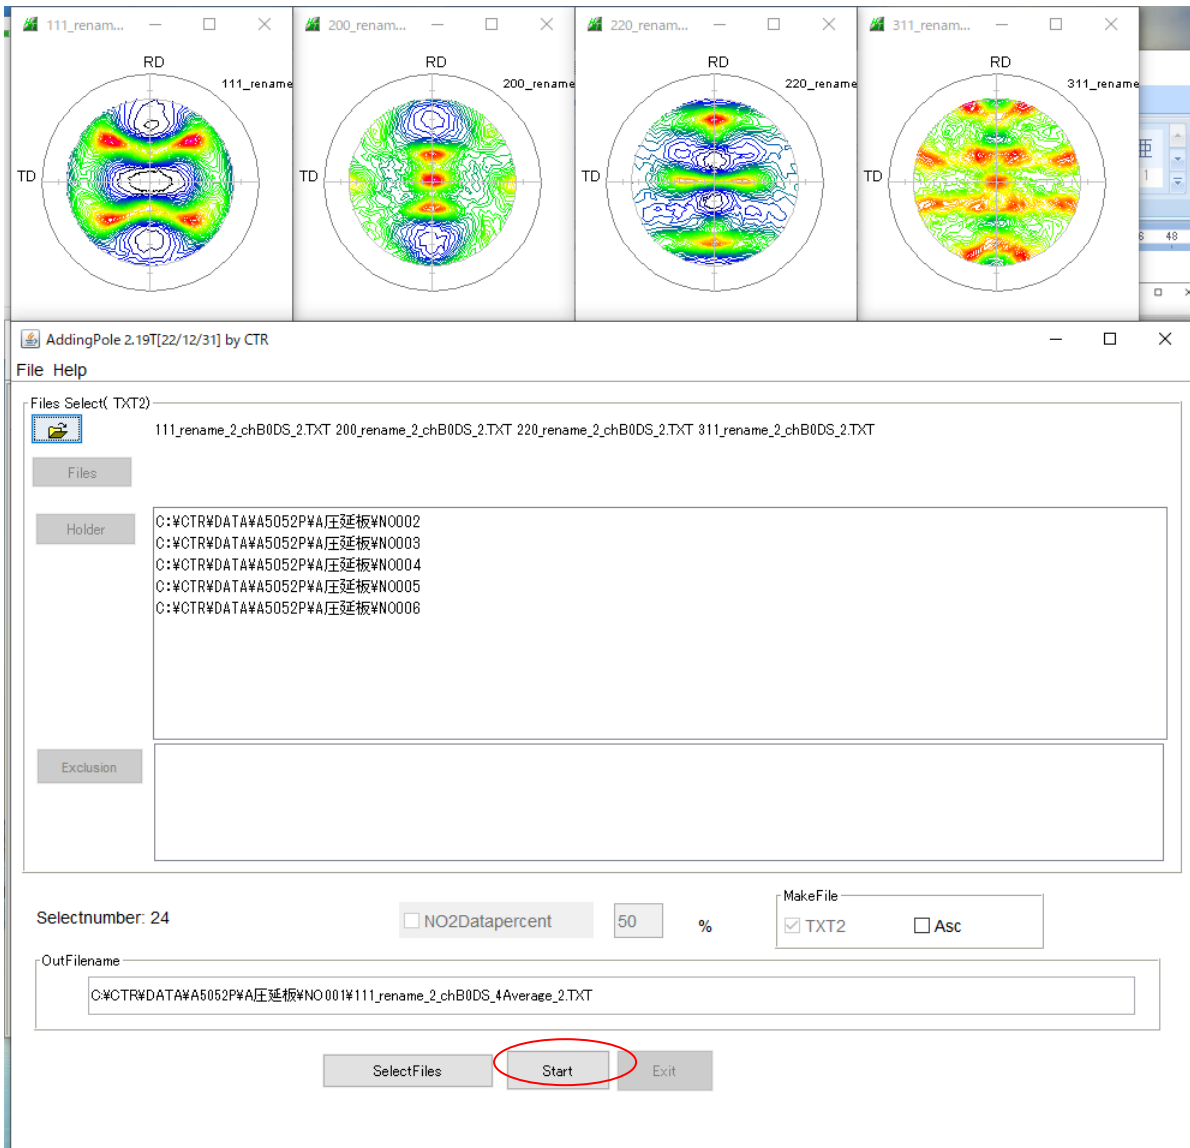 111_renam...
200_renam...
220_renam...
311_renam...
RD
RD
RD
RD
111_rename
200_rename
220_rename
311_rename
TD
TD
TD
TD
亜
1
6 48
AddingPole 2.19T[22/12/31] by CTR
File Help
Files Select( TXT2)
111_rename_2_chB0DS_2.TXT 200_rename_2_chB0DS_2.TXT 220_rename_2_chB0DS_2.TXT 311_rename_2_chB0DS_2.TXT
Files
Holder
C:¥CTR¥DATA¥A5052P¥A圧延板¥NO002
C:¥CTR¥DATA¥A5052P¥A圧延板¥NO003
C:¥CTR¥DATA¥A5052P¥A圧延板¥NO004
C:¥CTR¥DATA¥A5052P¥A圧延板¥NO005
C:¥CTR¥DATA¥A5052P¥A圧延板¥NO006
Exclusion
Selectnumber: 24
NO2Datapercent
50
%
MakeFile
TXT2
Asc
OutFilename
C:¥CTR¥DATA¥A5052P¥A圧延板¥NO001¥111_rename_2_chB0DS_4Average_2.TXT
SelectFiles
Start
Exit